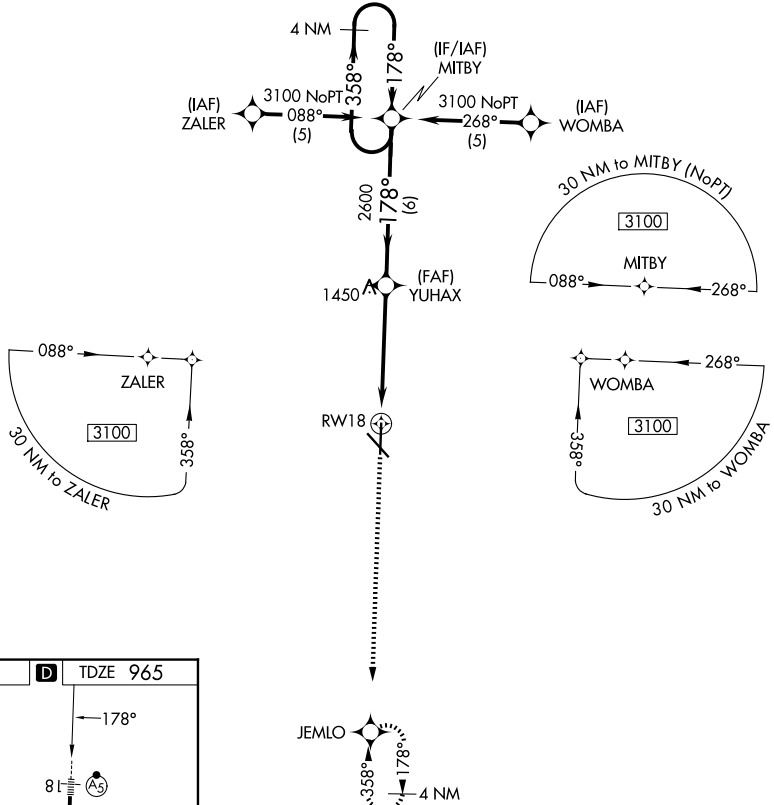 4 NM
358°
178°
(IF/IAF)
MITBY
(IAF)
ZALER
3100 NoPT
088°
(5)
3100 NoPT
268°
(5)
(IAF)
WOMBA
2600
178°
(6)
30 NM to MITBY (NoPT)
3100
MITBY
088°
268°
1450
(FAF)
YUHAX
088°
ZALER
3100
358°
30 NM to ZALER
268°
WOMBA
3100
358°
30 NM to WOMBA
RW18
D TDZE 965
178°
18
A5
JEMLO
358°
178°
4 NM